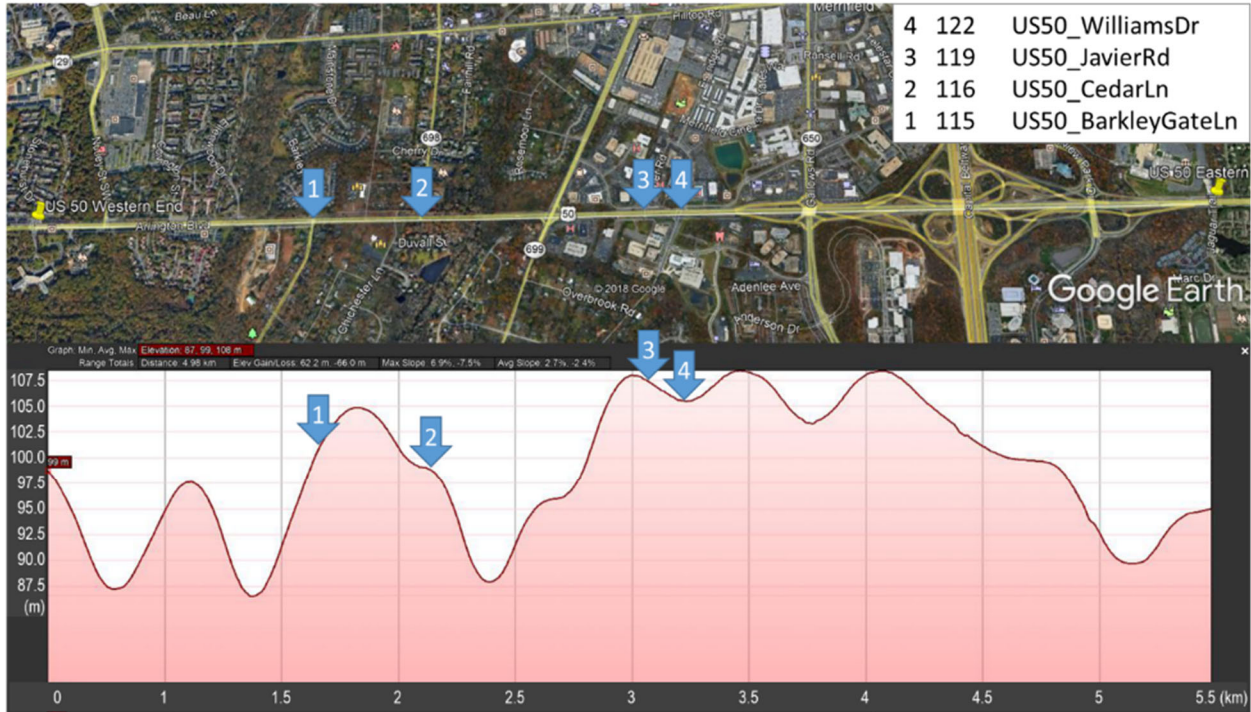 Beau Ln
Hilltop Rd
Merrifield
29
Ransell Rd
698
650
Rosemoor Ln
Cherry D
4 122 US50_WilliamsDr
3 119 US50_JavierRd
2 116 US50_CedarLn
1 115 US50_BarkleyGateLn
1
2
3
4
US 50 Western End
US 50 Eastern
Arlington Blvd
50
Duvall St
699
Chichester Ln
© 2018 Google
Overbrook Rd
Adenlee Ave
Anderson Dr
Marc Dr
Google Earth
Graph: Min, Avg, Max Elevation: 87, 99, 108 m
Range Totals Distance: 4.98 km Elev Gain/Loss: 62.2 m, -66.0 m Max Slope: 6.9%, -7.5% Avg Slope: 2.7%, -2.4%
3
4
1
2
107.5
105.0
102.5
100.0
99 m
97.5
95.0
92.5
90.0
87.5
(m)
0 1 1.5 2 2.5 3 3.5 4 4.5 5 5.5 (km)